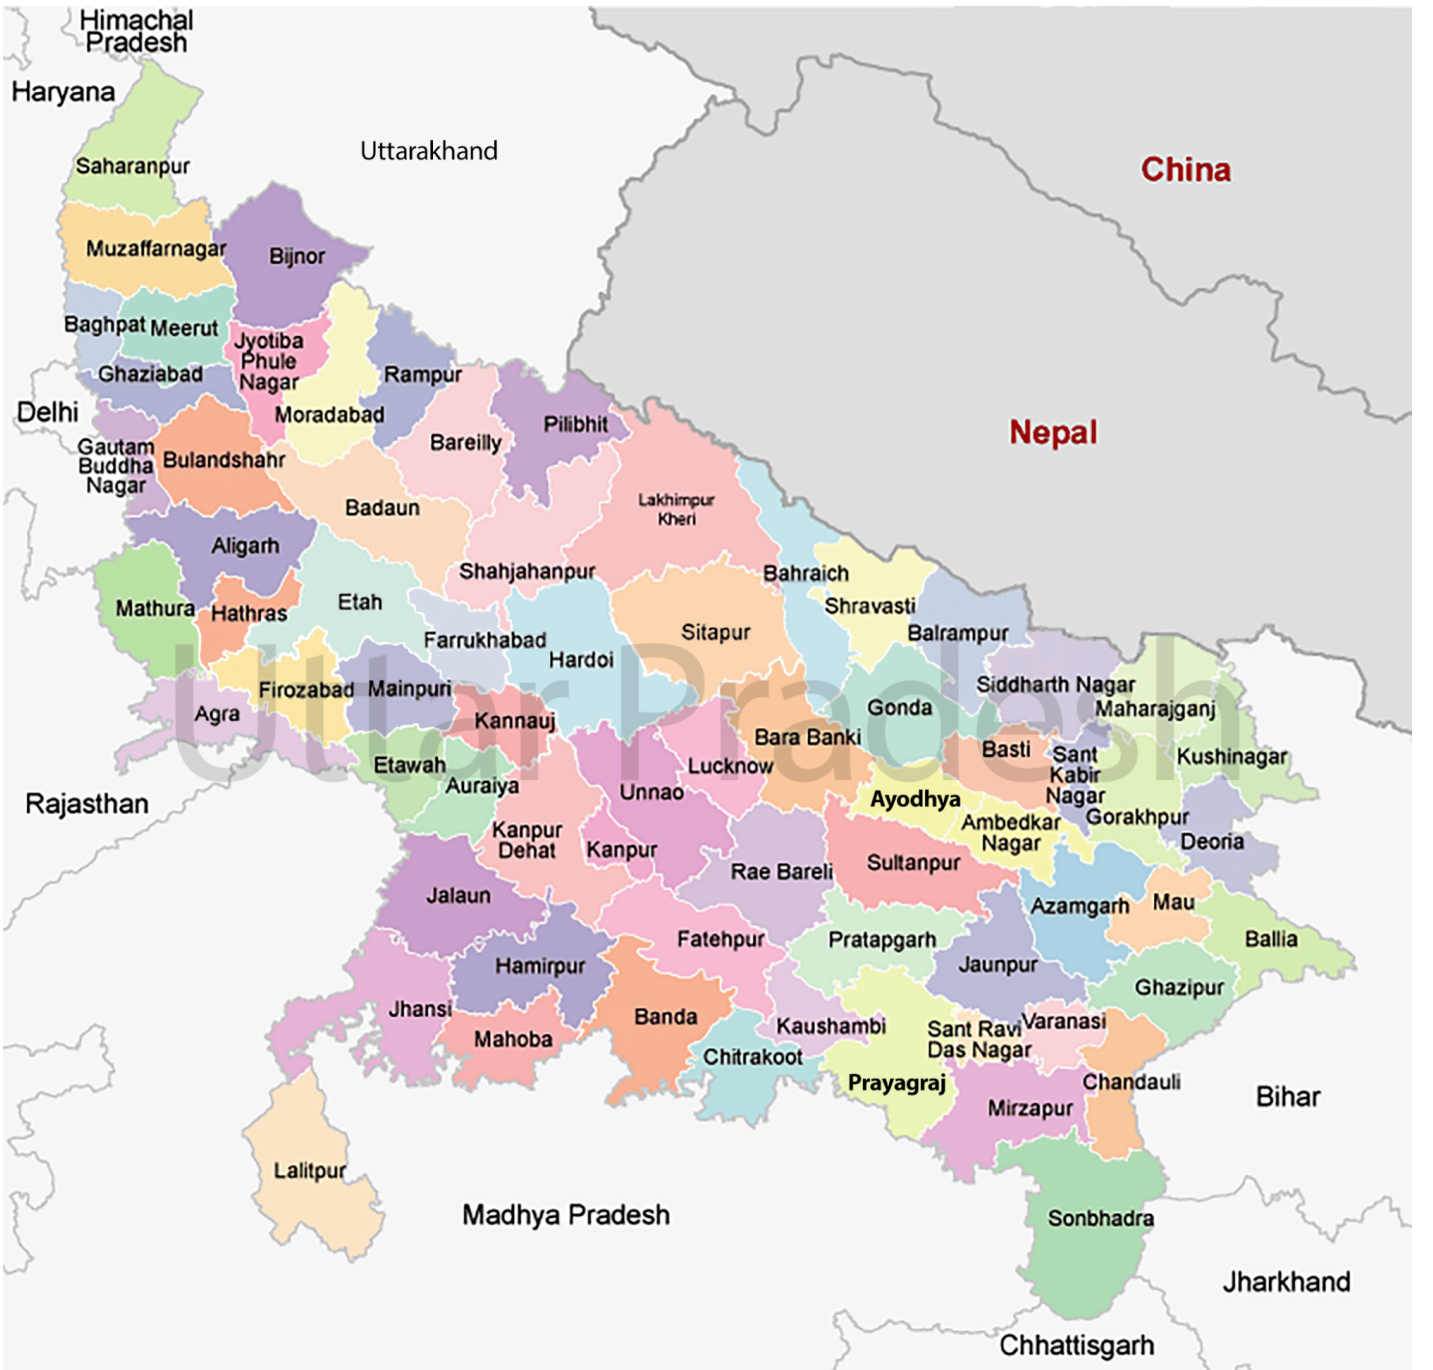 Himachal
Pradesh
Haryana
Uttarakhand
China
Saharanpur
Muzaffarnagar
Bijnor
Baghpat
Meerut
Jyotiba
Phule
Nagar
Ghaziabad
Rampur
Delhi
Moradabad
Pilibhit
Nepal
Gautam
Buddha
Nagar
Bulandshahr
Bareilly
Badaun
Lakhimpur
Kheri
Aligarh
Shahjahanpur
Bahraich
Mathura
Hathras
Etah
Shravasti
Farrukhabad
Sitapur
Balrampur
Hardoi
Uttar Pradesh
Firozabad
Mainpuri
Siddharth Nagar
Agra
Kannauj
Gonda
Maharajganj
Bara Banki
Basti
Sant
Kabir
Nagar
Kushinagar
Etawah
Auraiya
Lucknow
Unnao
Rajasthan
Ayodhya
Ambedkar
Nagar
Gorakhpur
Deoria
Kanpur
Dehat
Kanpur
Rae Bareli
Sultanpur
Jalaun
Azamgarh
Mau
Ballia
Fatehpur
Pratapgarh
Hamirpur
Jaunpur
Ghazipur
Jhansi
Banda
Mahoba
Kaushambi
Sant Ravi
Das Nagar
Varanasi
Chitrakoot
Prayagraj
Chandauli
Mirzapur
Bihar
Lalitpur
Madhya Pradesh
Sonbhadra
Jharkhand
Chhattisgarh